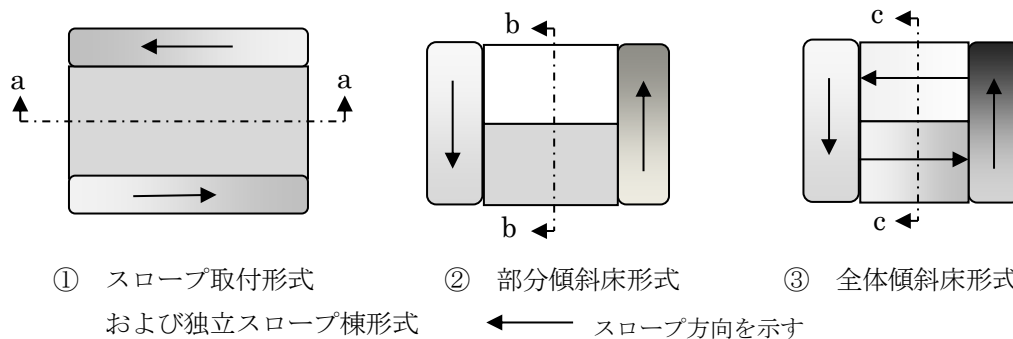 b
c
a
a
b
c
① スロープ取付形式
および独立スロープ棟形式
② 部分傾斜床形式
③ 全体傾斜床形式
スロープ方向を示す